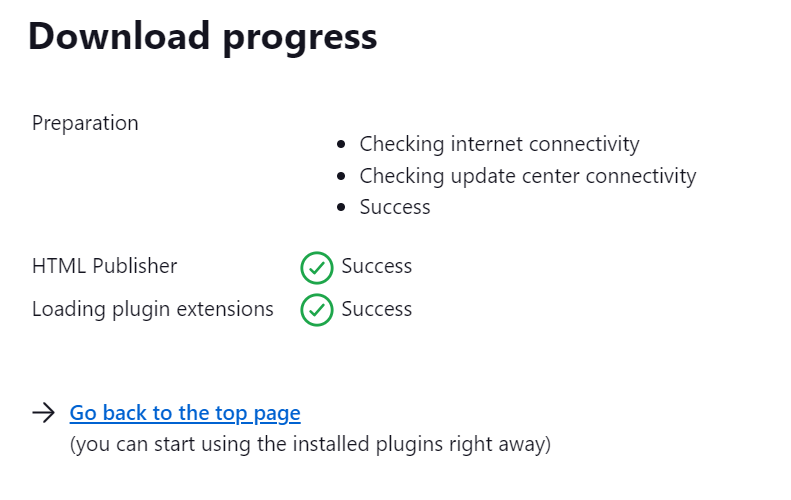 Download progress
Preparation
Checking internet connectivity
Checking update center connectivity
Success
HTML Publisher Success
Loading plugin extensions Success
Go back to the top page
(you can start using the installed plugins right away)